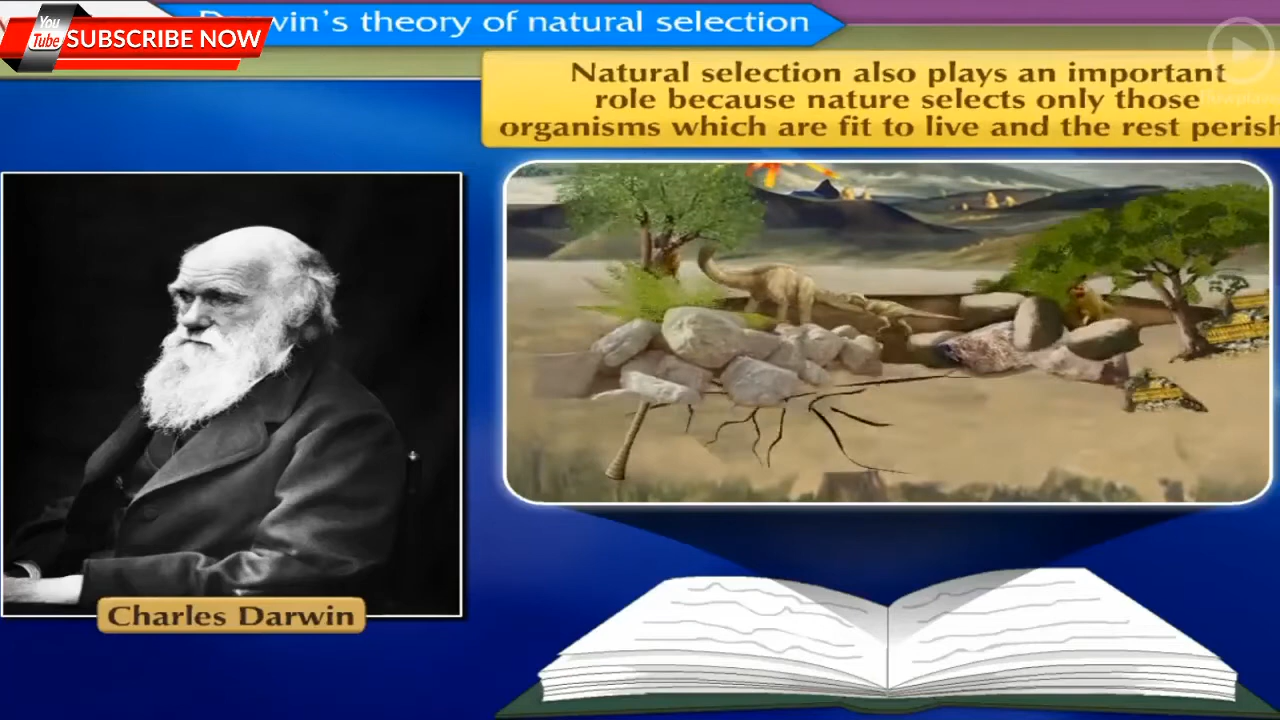 Darwin's theory of natural selection
You
Tube
SUBSCRIBE NOW
Natural selection also plays an important
role because nature selects only those
organisms which are fit to live and the rest perish
Charles Darwin